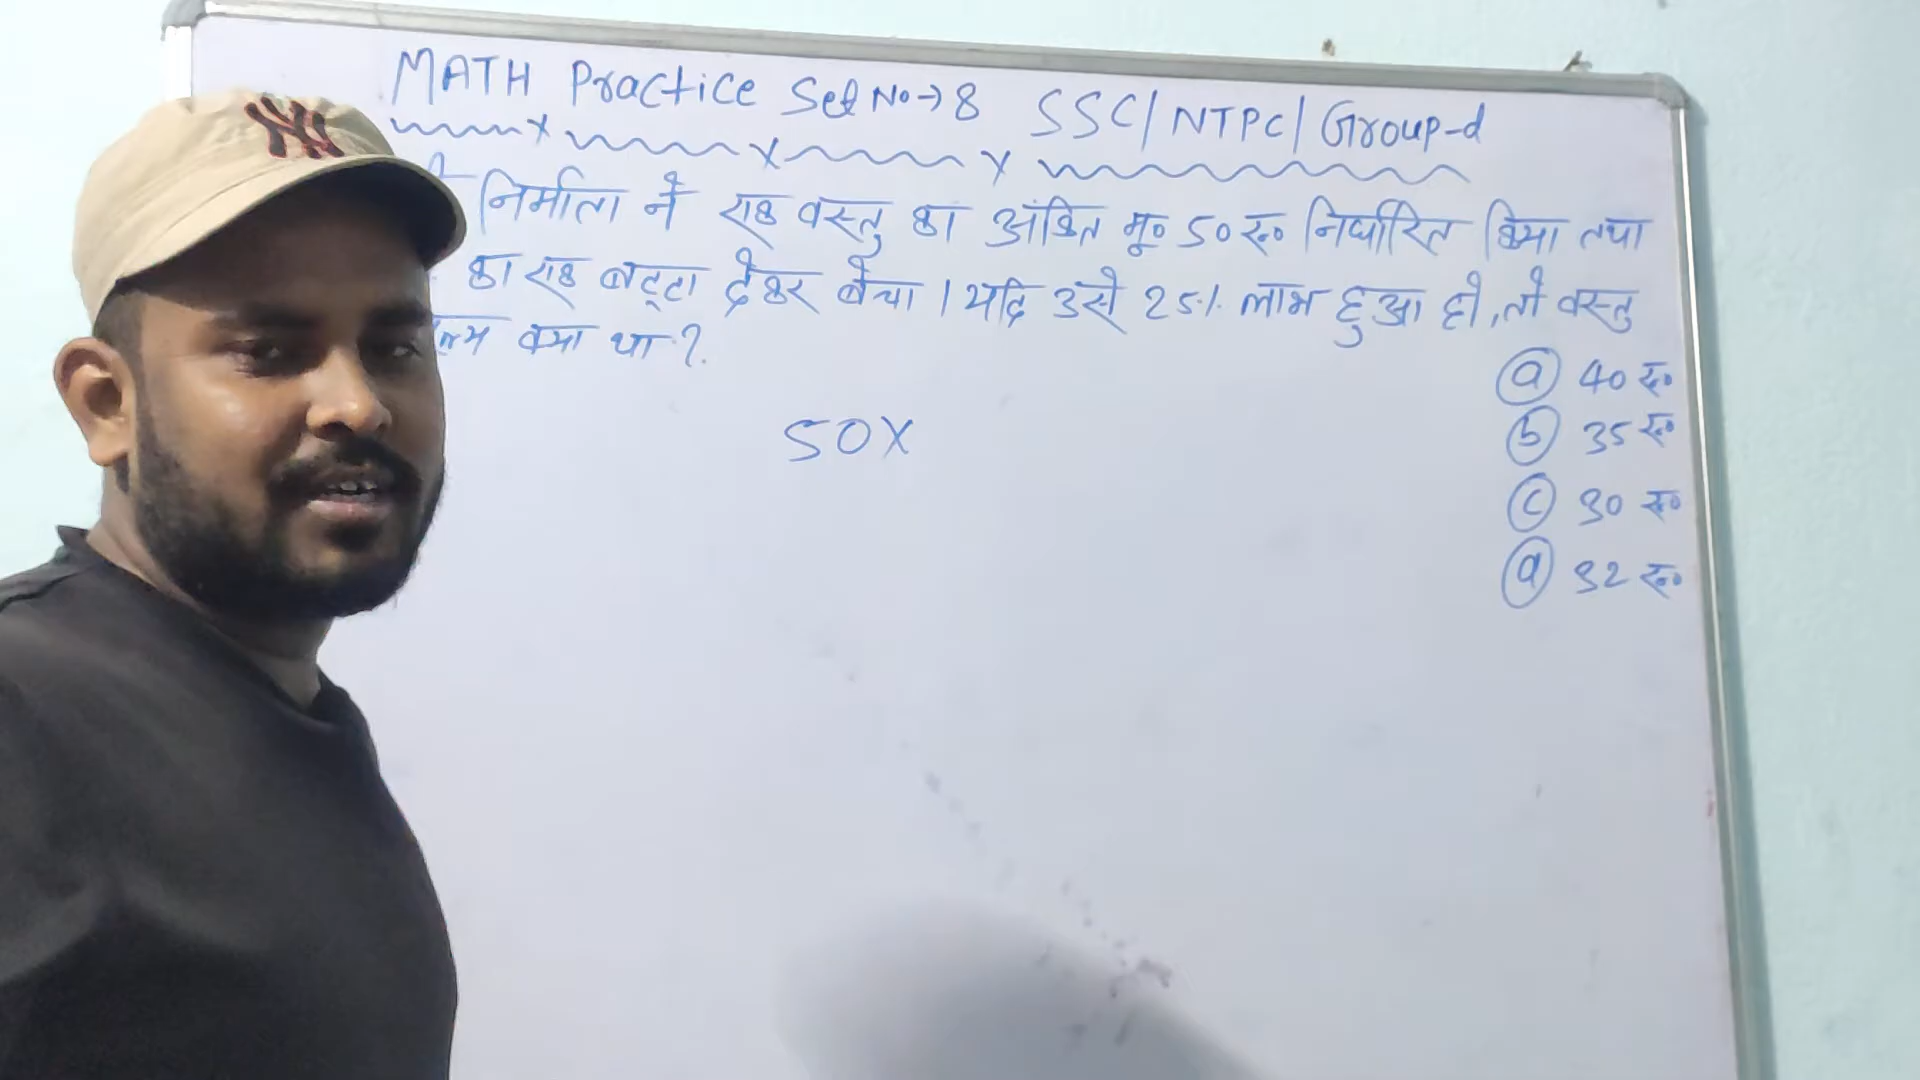 MATH Practice Set No→8 SSC/NTPC/Group-d
निर्माता ने एक वस्तु का अंकित मू० 50 रु० निर्धारित किया तथा
का एक बट्टा देकर बेचा । यदि उसे 25% लाभ हुआ हो, तो वस्तु
क्या था ?.
50X
ⓐ 40 रु०
ⓑ 35 रु०
ⓒ 30 रु०
ⓓ 32 रु०
NY